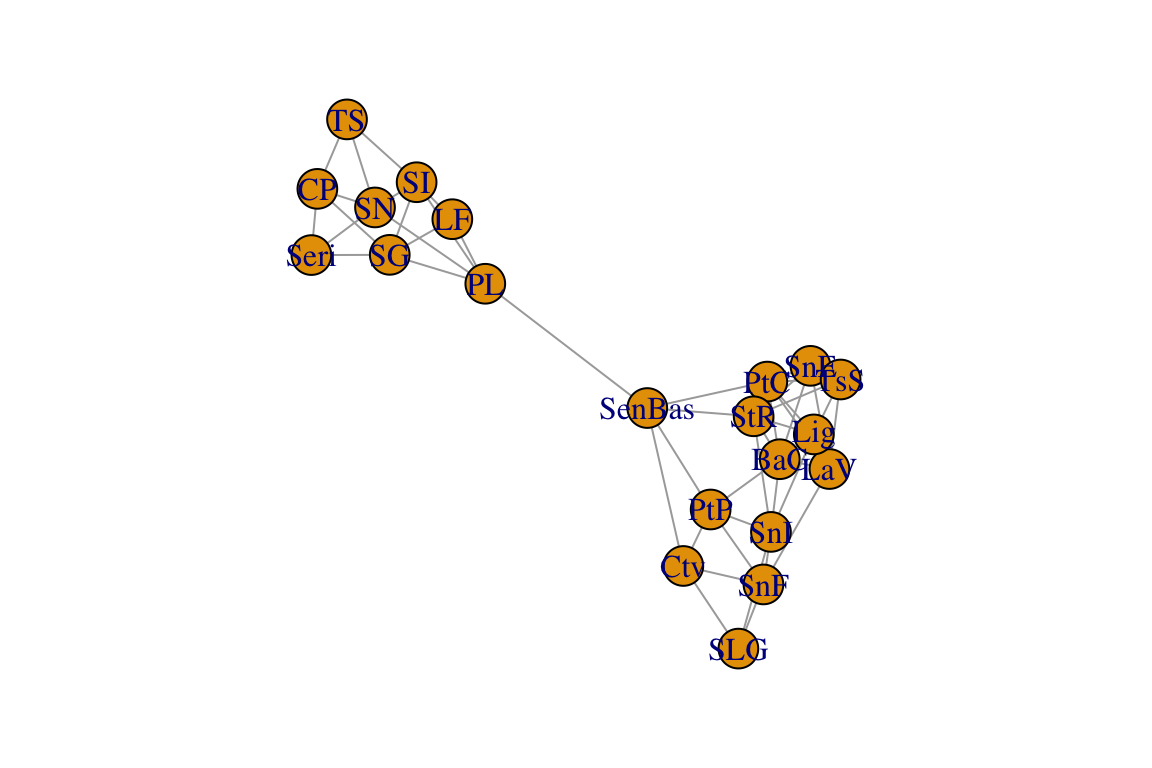 TS
SI
CP
SN
LF
Seri
SG
PL
SnE
PtC
TsS
SenBas
StR
Lig
BaC
LaV
PtP
SnI
Ctv
SnF
SLG